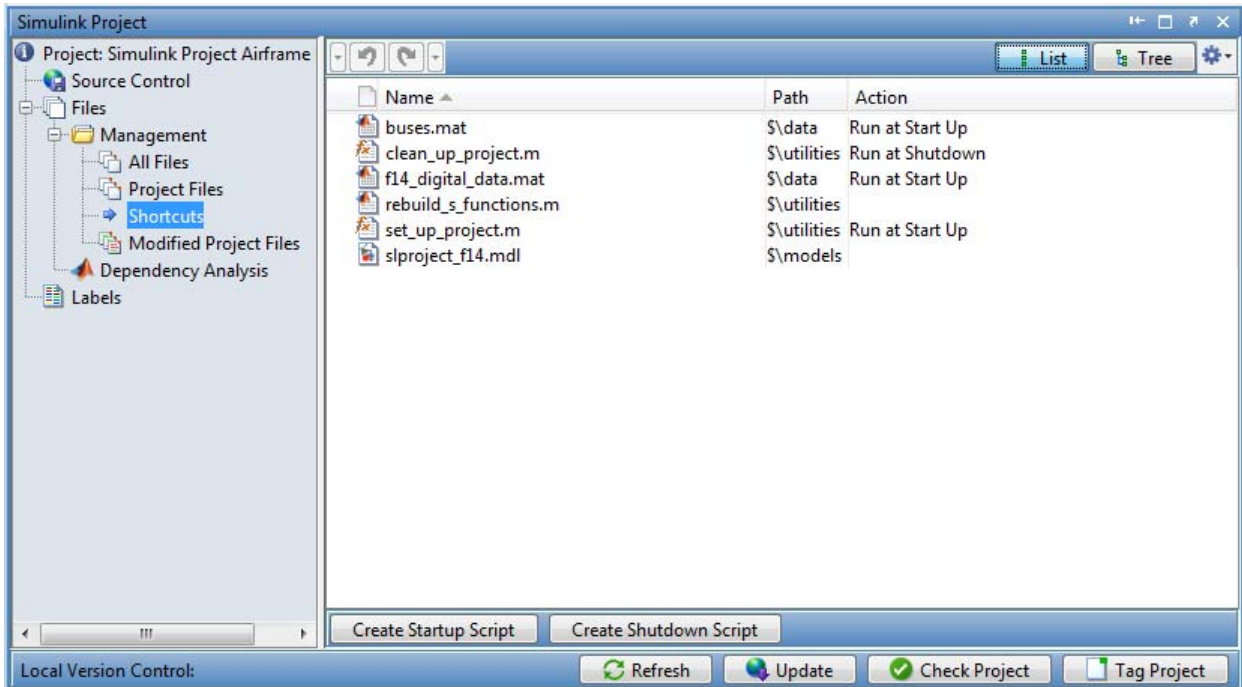 Simulink Project
Project: Simulink Project Airframe
Source Control
Files
Management
All Files
Project Files
Shortcuts
Modified Project Files
Dependency Analysis
Labels
List Tree
Name Path Action
buses.mat $\data Run at Start Up
clean_up_project.m $\utilities Run at Shutdown
f14_digital_data.mat $\data Run at Start Up
rebuild_s_functions.m $\utilities
set_up_project.m $\utilities Run at Start Up
slproject_f14.mdl $\models
Create Startup Script Create Shutdown Script
Local Version Control: Refresh Update Check Project Tag Project